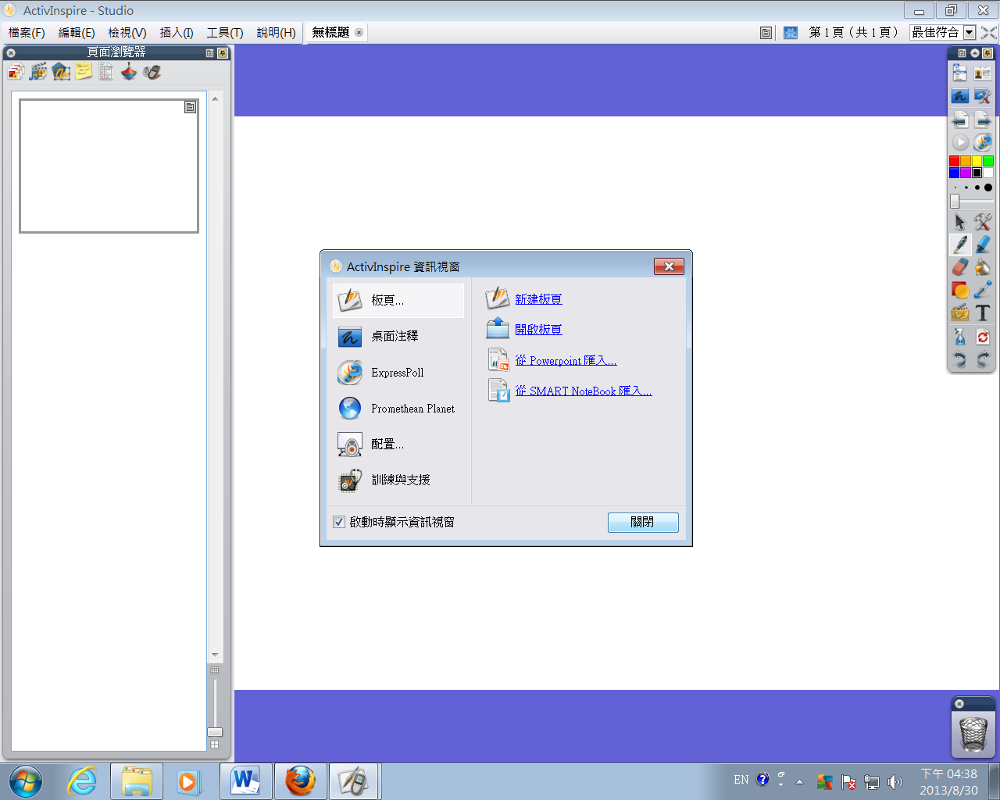 ActivInspire - Studio
檔案(F) 編輯(E) 檢視(V) 插入(I) 工具(T) 說明(H) 無標題
第 1 頁（共 1 頁） 最佳符合
頁面瀏覽器
ActivInspire 資訊視窗
板頁...
桌面注釋
ExpressPoll
Promethean Planet
配置...
訓練與支援
新建板頁
開啟板頁
從 Powerpoint 匯入...
從 SMART NoteBook 匯入...
啟動時顯示資訊視窗
關閉
EN
下午 04:38
2013/8/30